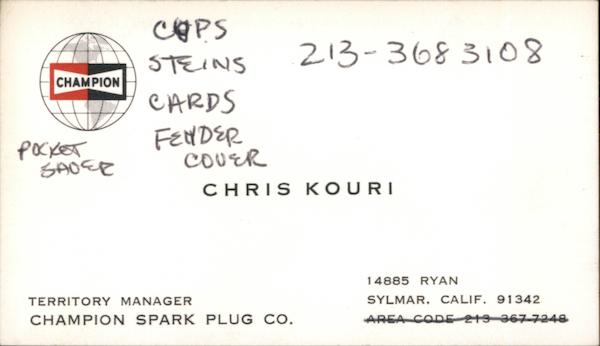 CUPS
STEINS
CARDS
FENDER
COVER
213-368 3108
CHAMPION
POCKET
SAVER
CHRIS KOURI
TERRITORY MANAGER
CHAMPION SPARK PLUG CO.
14885 RYAN
SYLMAR, CALIF. 91342
AREA CODE 213 367-7248